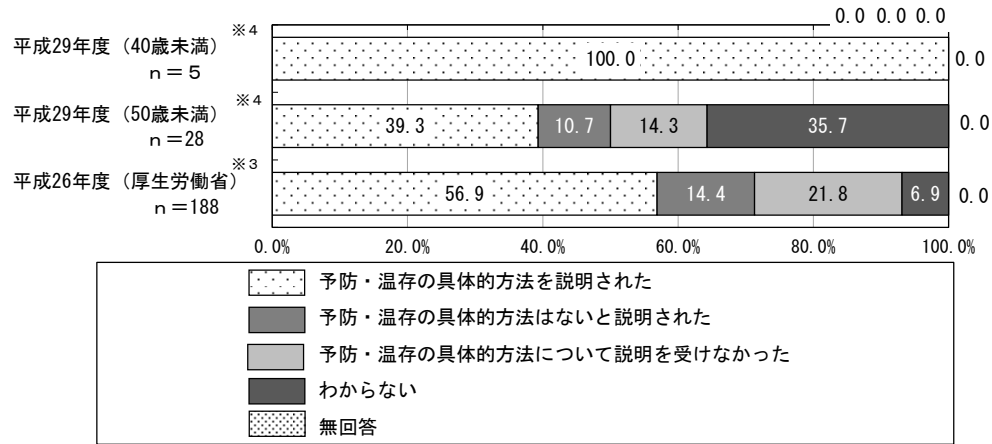 0.0 0.0 0.0
平成29年度（40歳未満）※4
n＝5
100.0
0.0
平成29年度（50歳未満）※4
n＝28
39.3
10.7
14.3
35.7
0.0
平成26年度（厚生労働省）※3
n＝188
56.9
14.4
21.8
6.9
0.0
0.0% 20.0% 40.0% 60.0% 80.0% 100.0%
予防・温存の具体的方法を説明された
予防・温存の具体的方法はないと説明された
予防・温存の具体的方法について説明を受けなかった
わからない
無回答